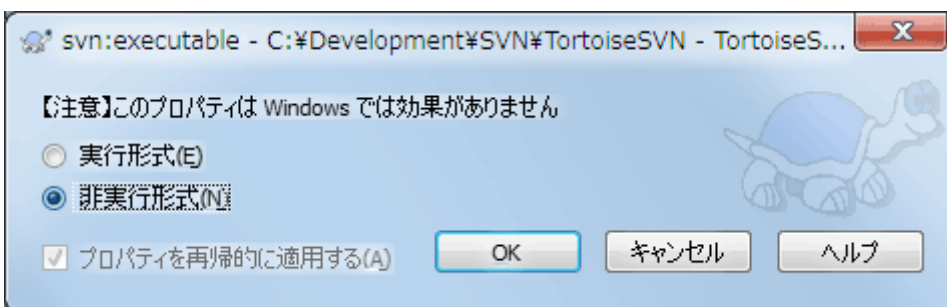 svn:executable - C:¥Development¥SVN¥TortoiseSVN - TortoiseS...
【注意】このプロパティは Windows では効果がありません
実行形式(E)
非実行形式(N)
プロパティを再帰的に適用する(A)
OK
キャンセル
ヘルプ